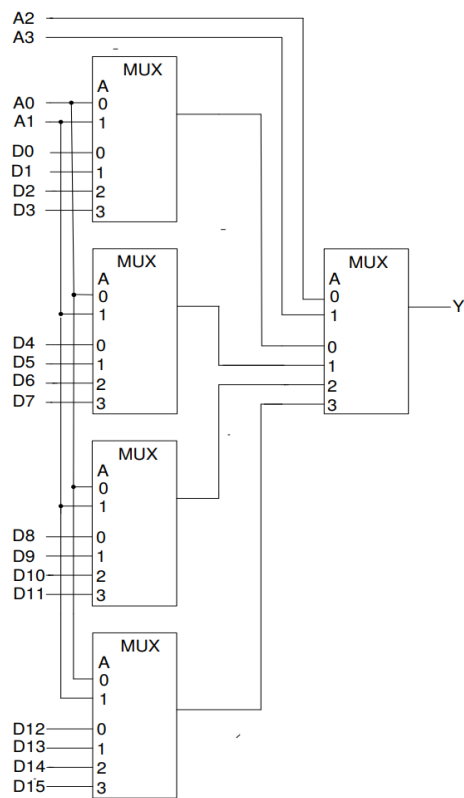 A2
A3
MUX
A
A0 0
A1 1
D0 0
D1 1
D2 2
D3 3
MUX
A
0
1
D4 0
D5 1
D6 2
D7 3
MUX
A
0
1
0
1
2
3
Y
MUX
A
0
1
D8 0
D9 1
D10 2
D11 3
MUX
A
0
1
D12 0
D13 1
D14 2
D15 3